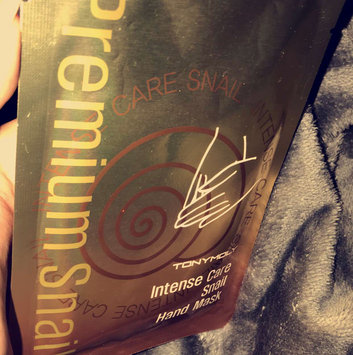 Premium Snail
CARE SNAIL
INTENSE CARE
INTENSE CARE
TONYMOLY
Intense Care
Snail
Hand Mask